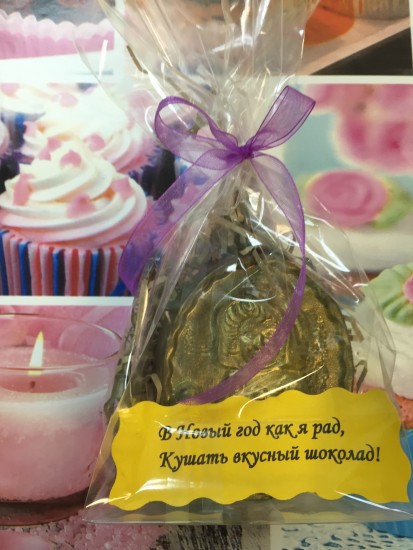 В Новый год как я рад,
Кушать вкусный шоколад!